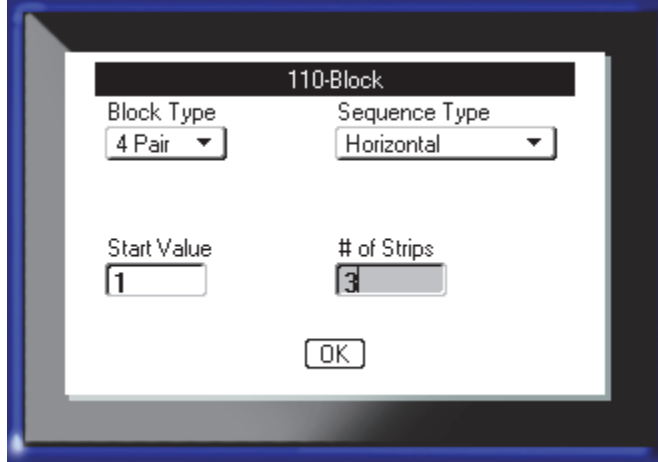 110-Block
Block Type Sequence Type
4 Pair Horizontal
Start Value # of Strips
1 3
OK